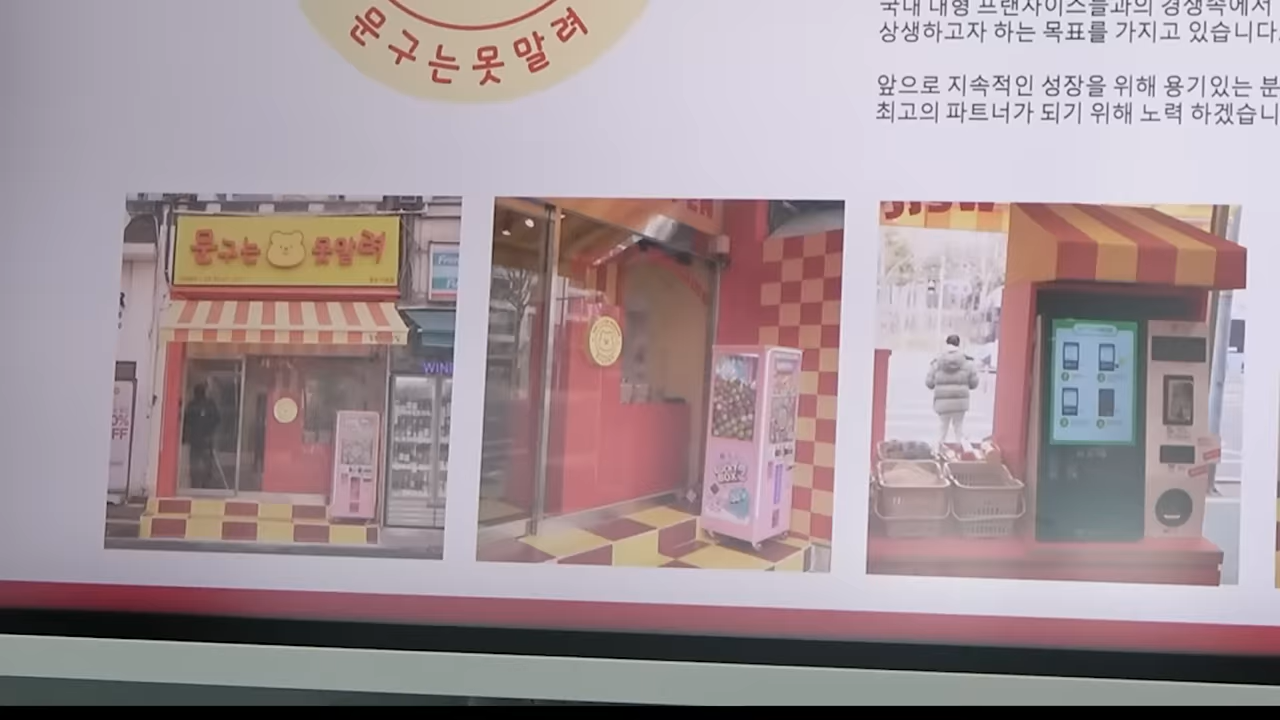 문구는못말려
국내 대형 프랜차이즈들과의 경쟁속에서
상생하고자 하는 목표를 가지고 있습니다.
앞으로 지속적인 성장을 위해 용기있는 분
최고의 파트너가 되기 위해 노력 하겠습니
문구는 못말려
WINE
0%
FF